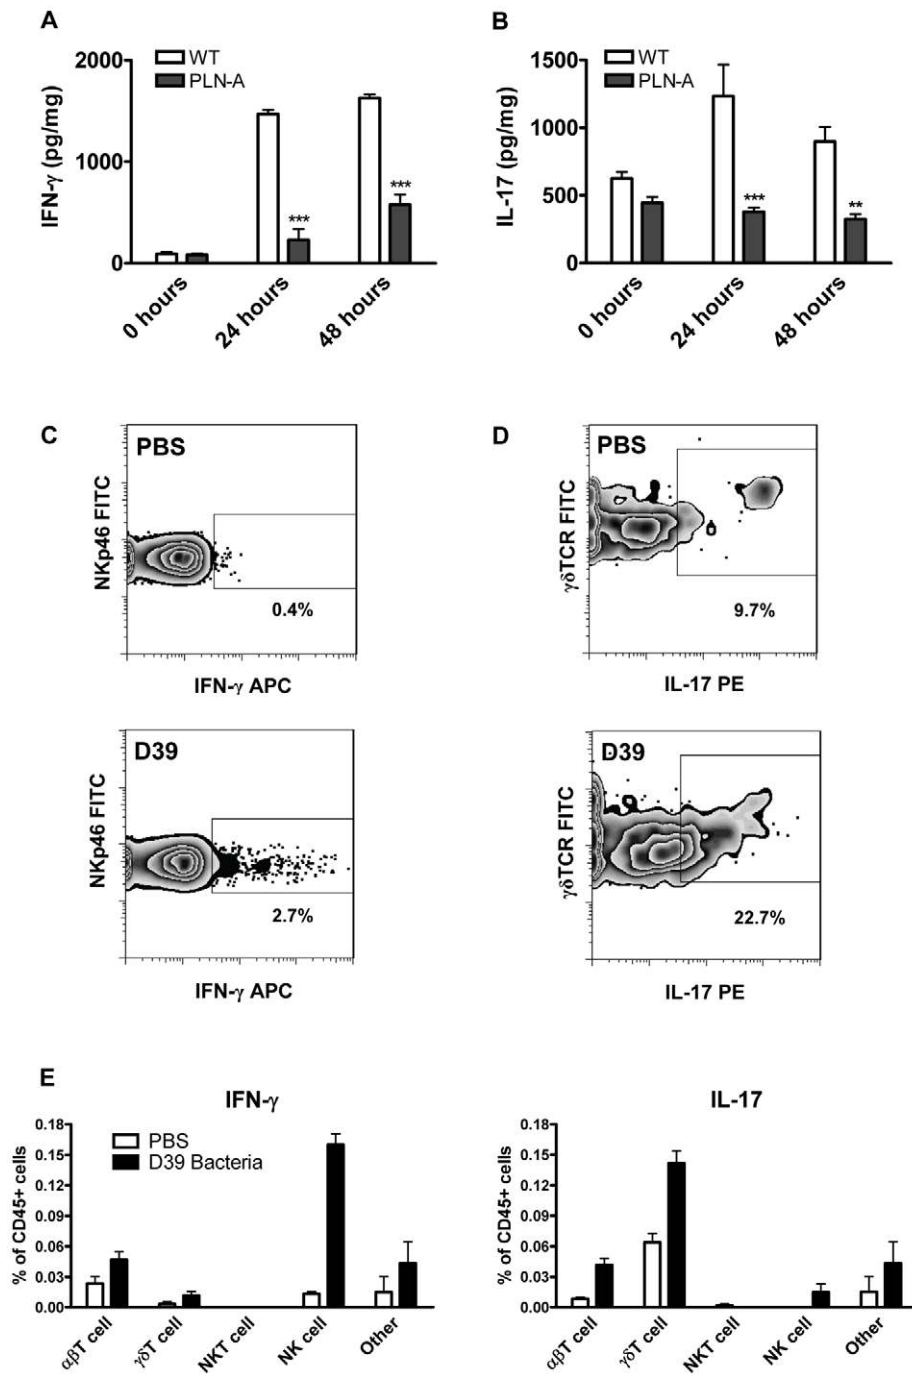 A
B
WT
PLN-A
2000
1000
0
IFN-γ (pg/mg)
***
***
0 hours
24 hours
48 hours
WT
PLN-A
1500
1000
500
0
IL-17 (pg/mg)
***
**
0 hours
24 hours
48 hours
C
PBS
NKp46 FITC
0.4%
IFN-γ APC
D
PBS
γδTCR FITC
9.7%
IL-17 PE
D39
NKp46 FITC
2.7%
IFN-γ APC
D39
γδTCR FITC
22.7%
IL-17 PE
E
IFN-γ
PBS
D39 Bacteria
% of CD45+ cells
0.18
0.15
0.12
0.09
0.06
0.03
0.00
αβT cell
γδT cell
NKT cell
NK cell
Other
IL-17
% of CD45+ cells
0.18
0.15
0.12
0.09
0.06
0.03
0.00
αβT cell
γδT cell
NKT cell
NK cell
Other